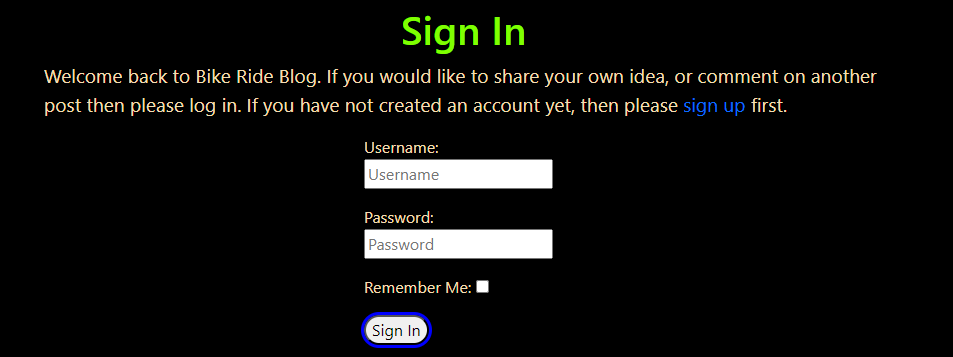 Sign In
Welcome back to Bike Ride Blog. If you would like to share your own idea, or comment on another
post then please log in. If you have not created an account yet, then please sign up first.
Username:
Username
Password:
Password
Remember Me:
Sign In